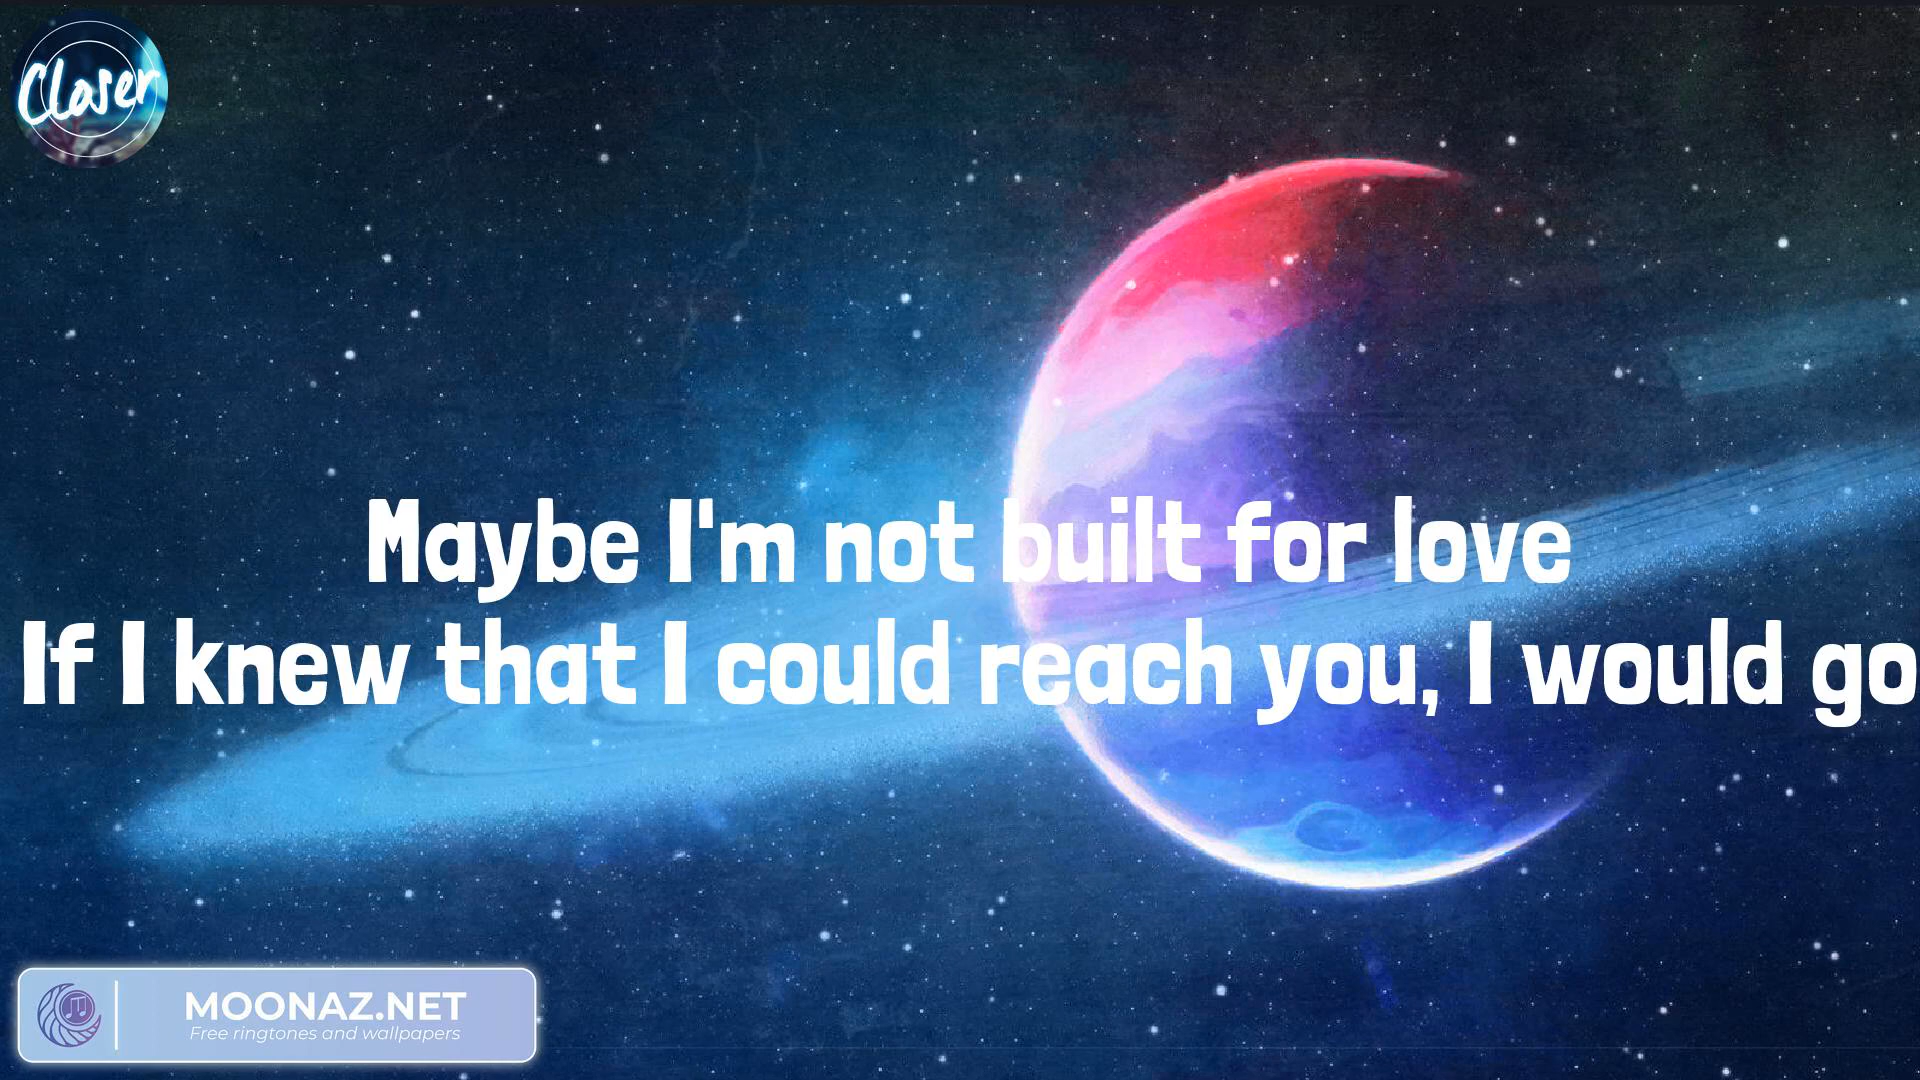 Closer
Maybe I'm not built for love
If I knew that I could reach you, I would go
MOONAZ.NET
Free ringtones and wallpapers